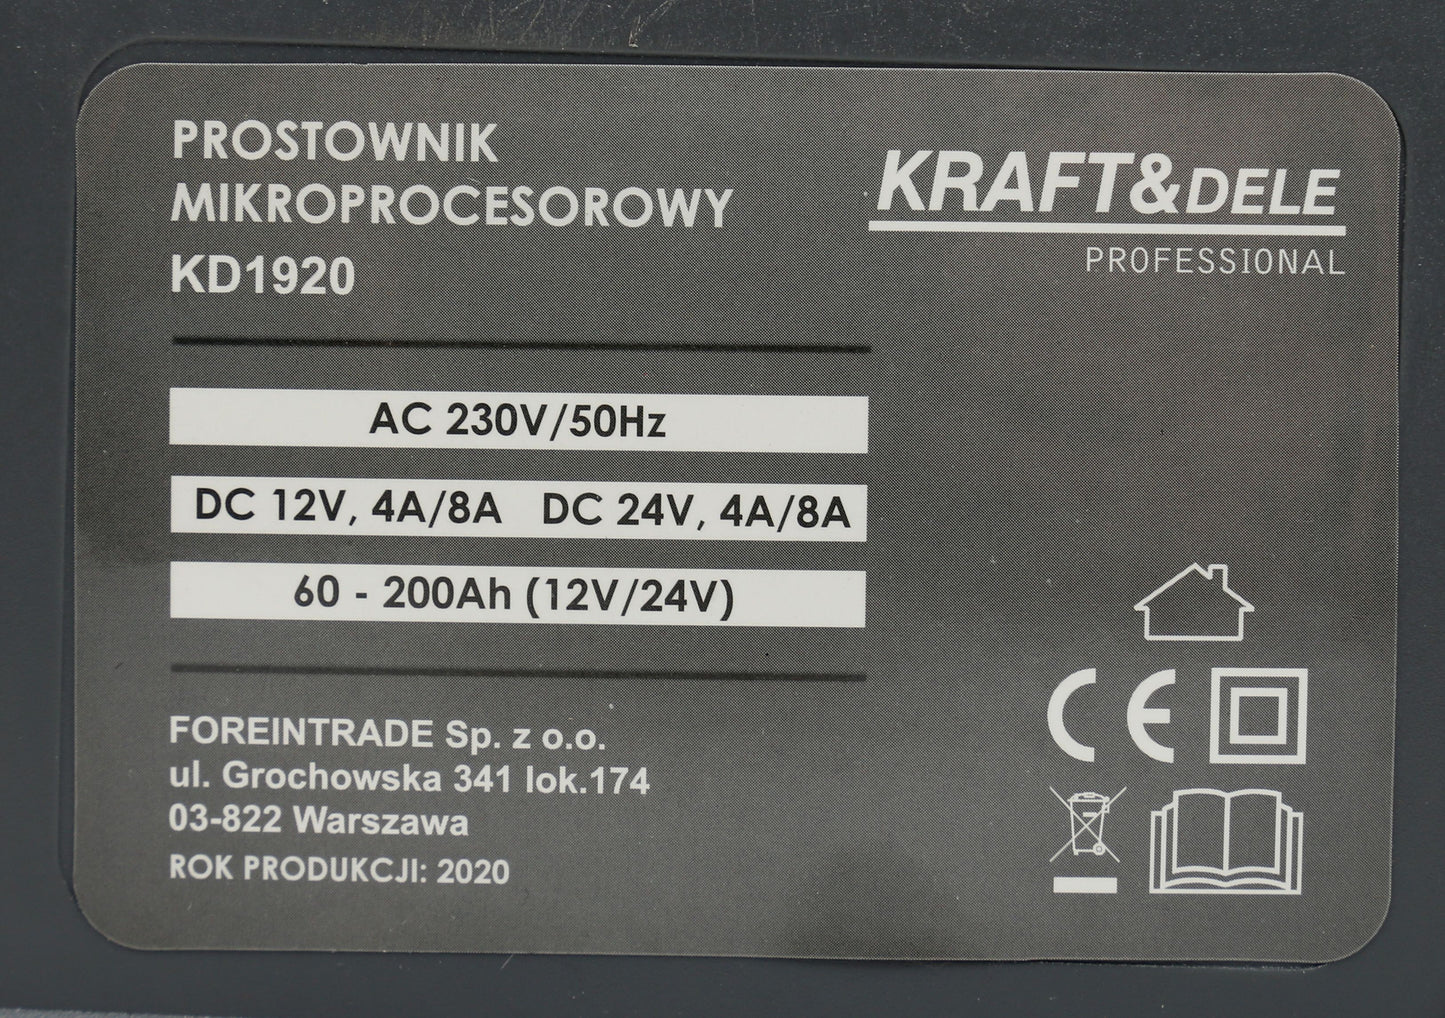 PROSTOWNIK
MIKROPROCESOROWY
KD1920
KRAFT&DELE
PROFESSIONAL
AC 230V/50Hz
DC 12V, 4A/8A DC 24V, 4A/8A
60 - 200Ah (12V/24V)
FOREINTRADE Sp. z o.o.
ul. Grochowska 341 lok.174
03-822 Warszawa
ROK PRODUKCJI: 2020
CE